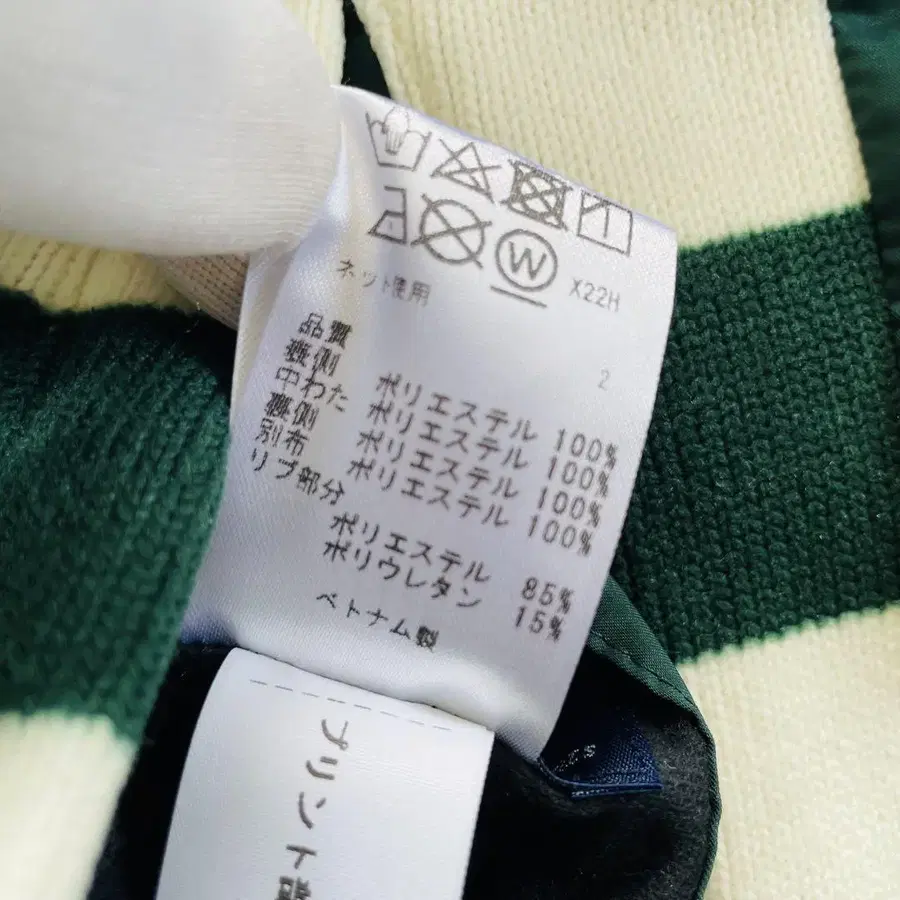 W
ネット使用 X22H
2
品質
表側 ポリエステル 100%
中わた ポリエステル 100%
裏側 ポリエステル 100%
別布 ポリエステル 100%
リブ部分
ポリエステル 85%
ポリウレタン 15%
ベトナム製
プリント部